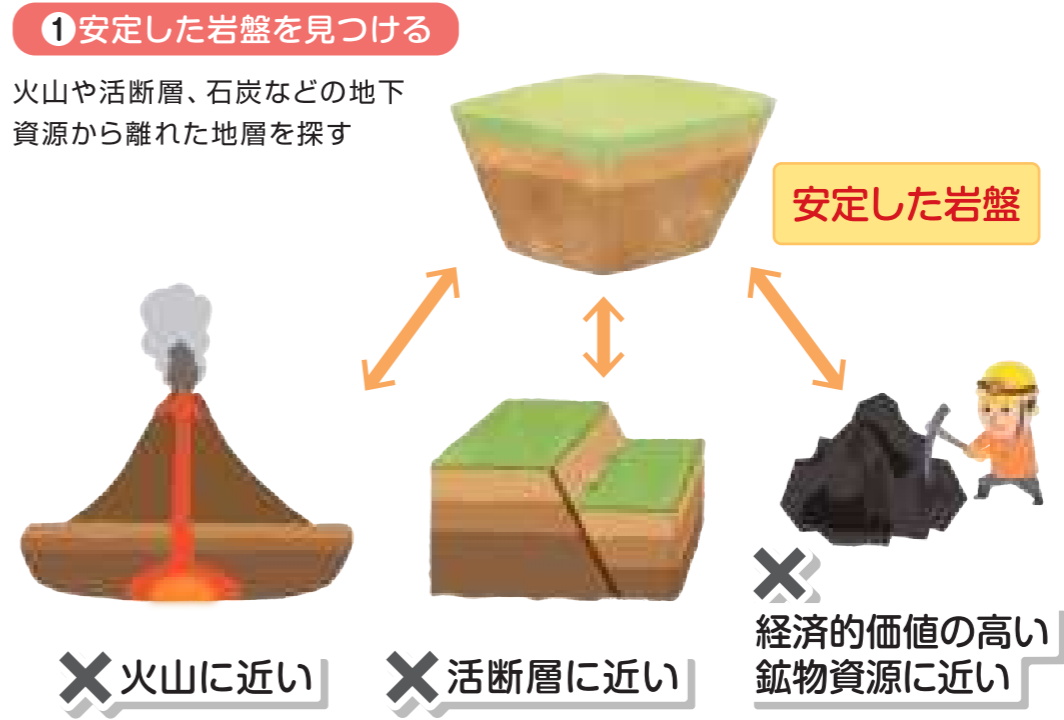 ❶安定した岩盤を見つける
火山や活断層、石炭などの地下
資源から離れた地層を探す
安定した岩盤
火山に近い
活断層に近い
経済的価値の高い
鉱物資源に近い